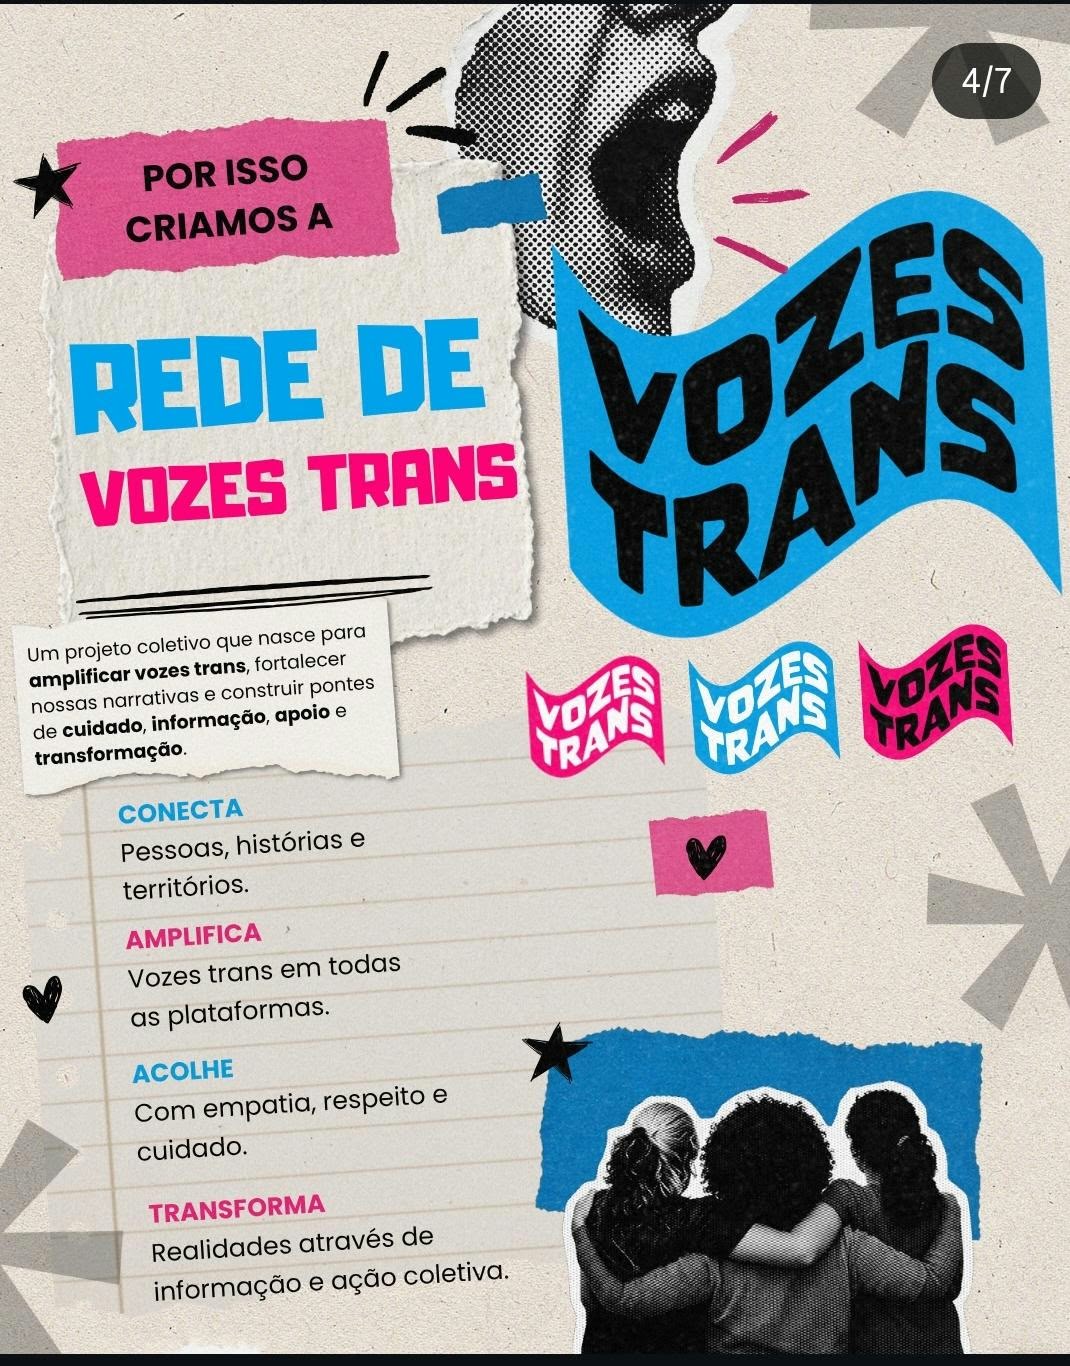 4/7
POR ISSO
CRIAMOS A
REDE DE
VOZES TRANS
VOZES
TRANS
Um projeto coletivo que nasce para
amplificar vozes trans, fortalecer
nossas narrativas e construir pontes
de cuidado, informação, apoio e
transformação.
VOZES
TRANS
VOZES
TRANS
VOZES
TRANS
CONECTA
Pessoas, histórias e
territórios.
AMPLIFICA
Vozes trans em todas
as plataformas.
ACOLHE
Com empatia, respeito e
cuidado.
TRANSFORMA
Realidades através de
informação e ação coletiva.